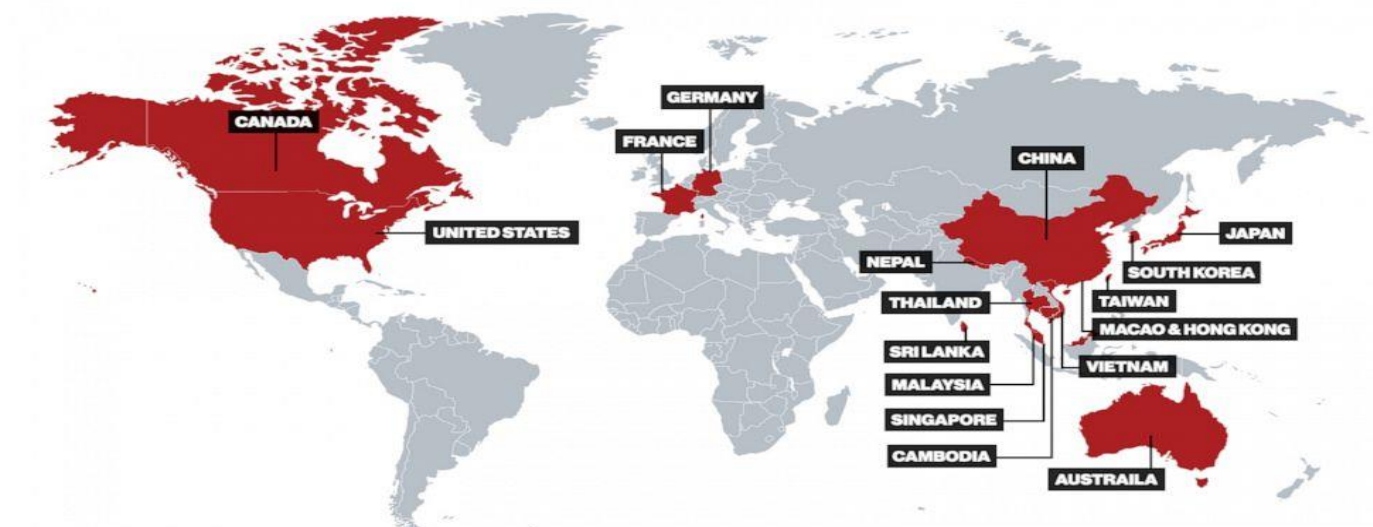 GERMANY
CANADA
FRANCE
CHINA
UNITED STATES
JAPAN
NEPAL
SOUTH KOREA
THAILAND
TAIWAN
MACAO & HONG KONG
SRI LANKA
VIETNAM
MALAYSIA
SINGAPORE
CAMBODIA
AUSTRAILA